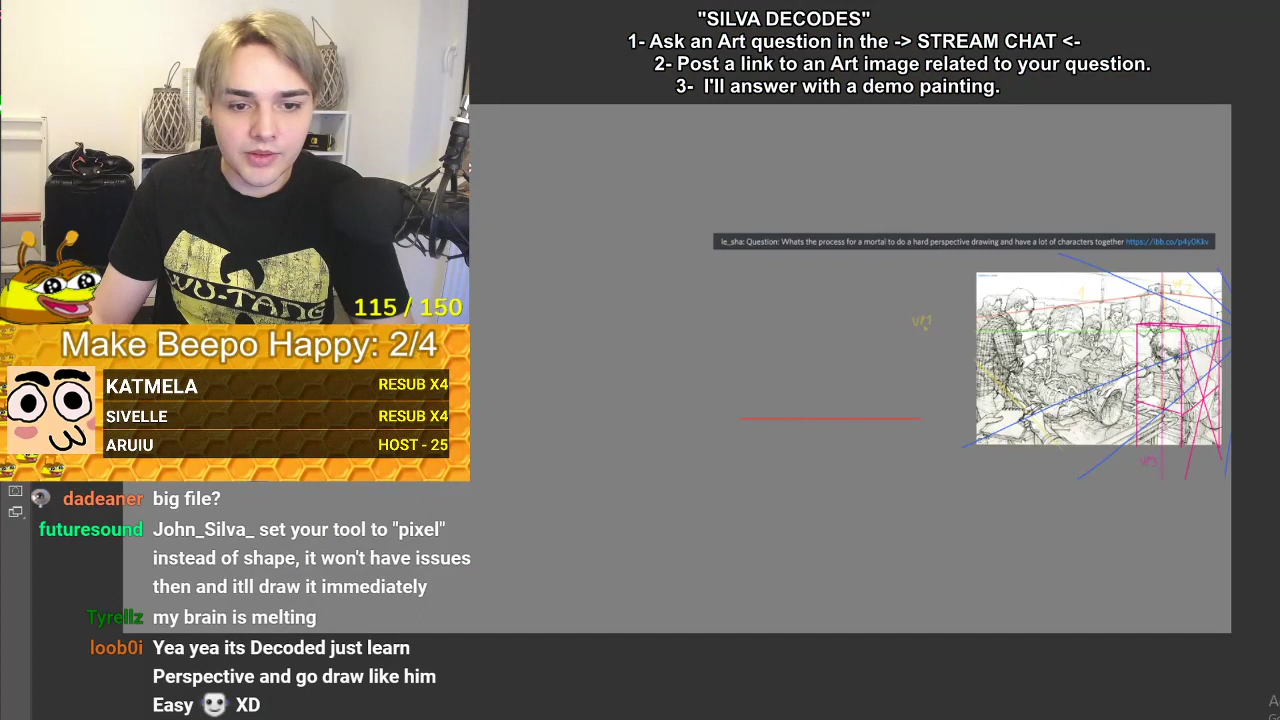 "SILVA DECODES"
1- Ask an Art question in the -> STREAM CHAT <-
2- Post a link to an Art image related to your question.
3- I'll answer with a demo painting.
le_sha: Question: Whats the process for a mortal to do a hard perspective drawing and have a lot of characters together https://ibb.co/p4y0Kkv
VP1
VP3
WU-TANG
115 / 150
Make Beepo Happy: 2/4
KATMELA RESUB X4
SIVELLE RESUB X4
ARUIU HOST - 25
dadeaner big file?
futuresound John_Silva_ set your tool to "pixel"
instead of shape, it won't have issues
then and itll draw it immediately
Tyrellz my brain is melting
loob0i Yea yea its Decoded just learn
Perspective and go draw like him
Easy XD